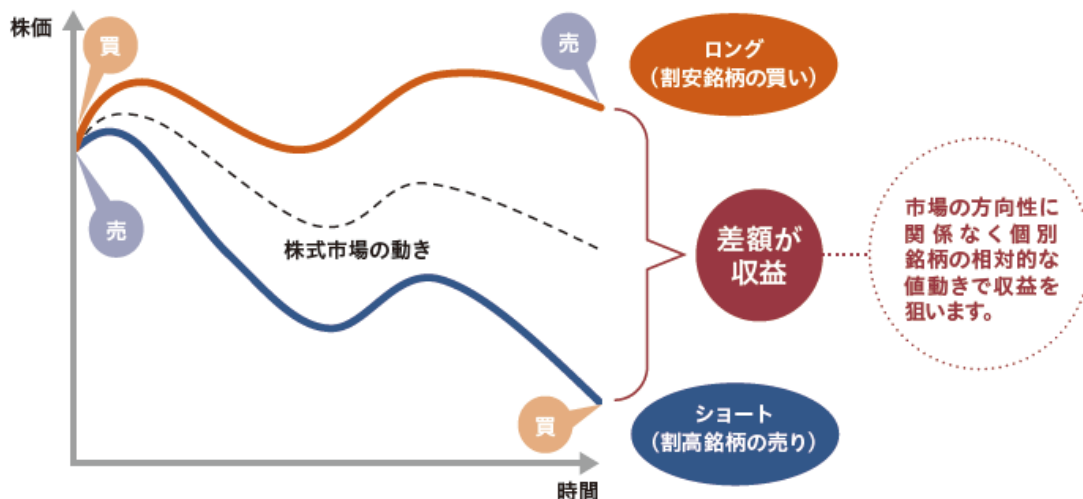 株価
買
売
ロング
（割安銘柄の買い）
売
株式市場の動き
差額が
収益
市場の方向性に
関係なく個別
銘柄の相対的な
値動きで収益を
狙います。
買
ショート
（割高銘柄の売り）
時間